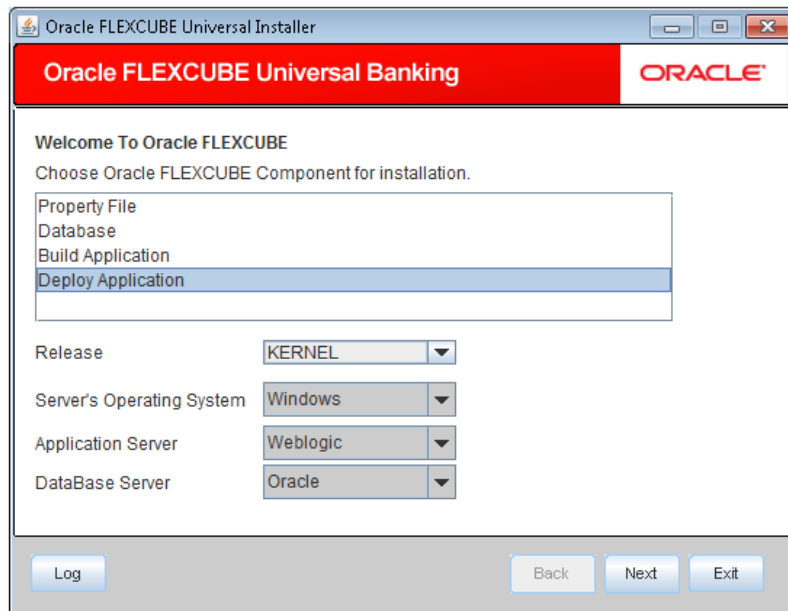 Oracle FLEXCUBE Universal Installer
Oracle FLEXCUBE Universal Banking
ORACLE
Welcome To Oracle FLEXCUBE
Choose Oracle FLEXCUBE Component for installation.
Property File
Database
Build Application
Deploy Application
Release KERNEL
Server's Operating System Windows
Application Server Weblogic
DataBase Server Oracle
Log Back Next Exit